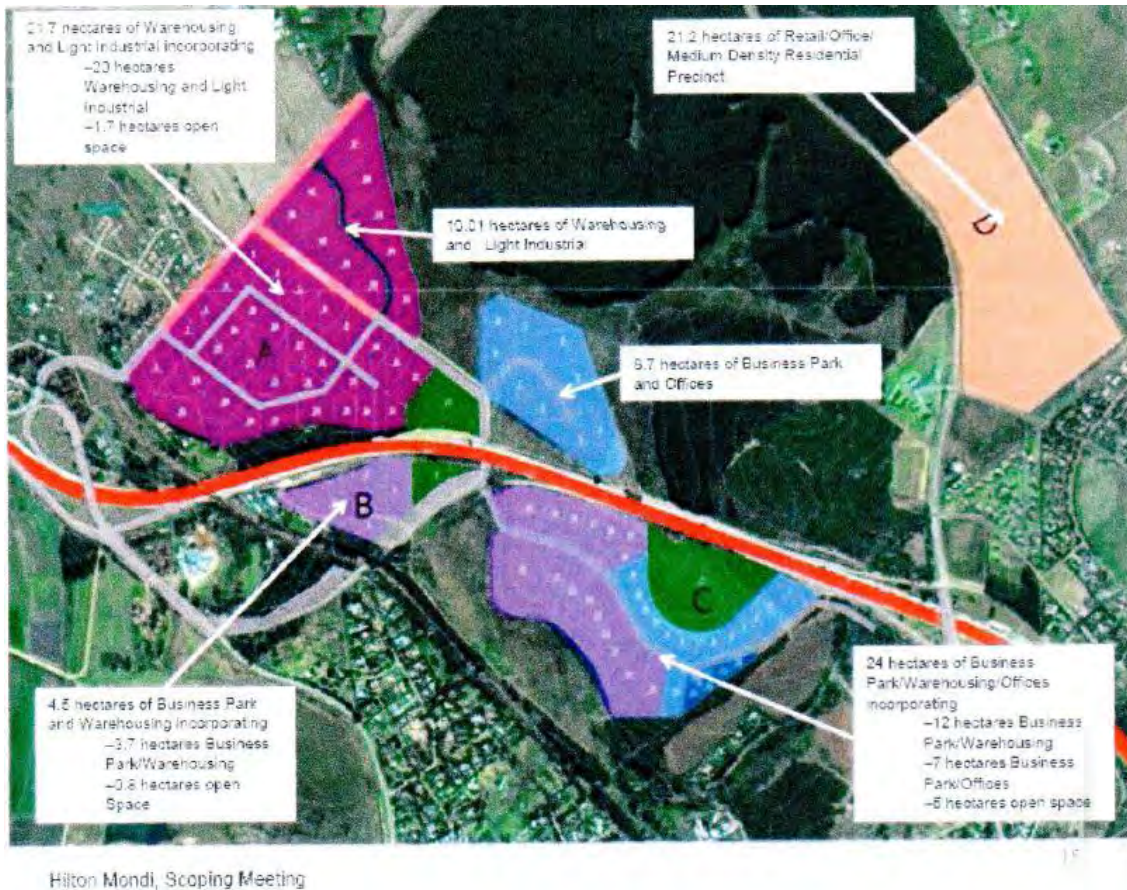 21.7 hectares of Warehousing
and Light Industrial incorporating
–20 hectares
Warehousing and Light
Industrial
–1.7 hectares open
space
21.2 hectares of Retail/Office/
Medium Density Residential
Precinct
10.01 hectares of Warehousing
and Light Industrial
6.7 hectares of Business Park
and Offices
A
B
C
D
4.5 hectares of Business Park
and Warehousing incorporating
–3.7 hectares Business
Park/Warehousing
–0.8 hectares open
Space
24 hectares of Business
Park/Warehousing/Offices
incorporating
–12 hectares Business
Park/Warehousing
–7 hectares Business
Park/Offices
–5 hectares open space
Hilton Mondi, Scoping Meeting